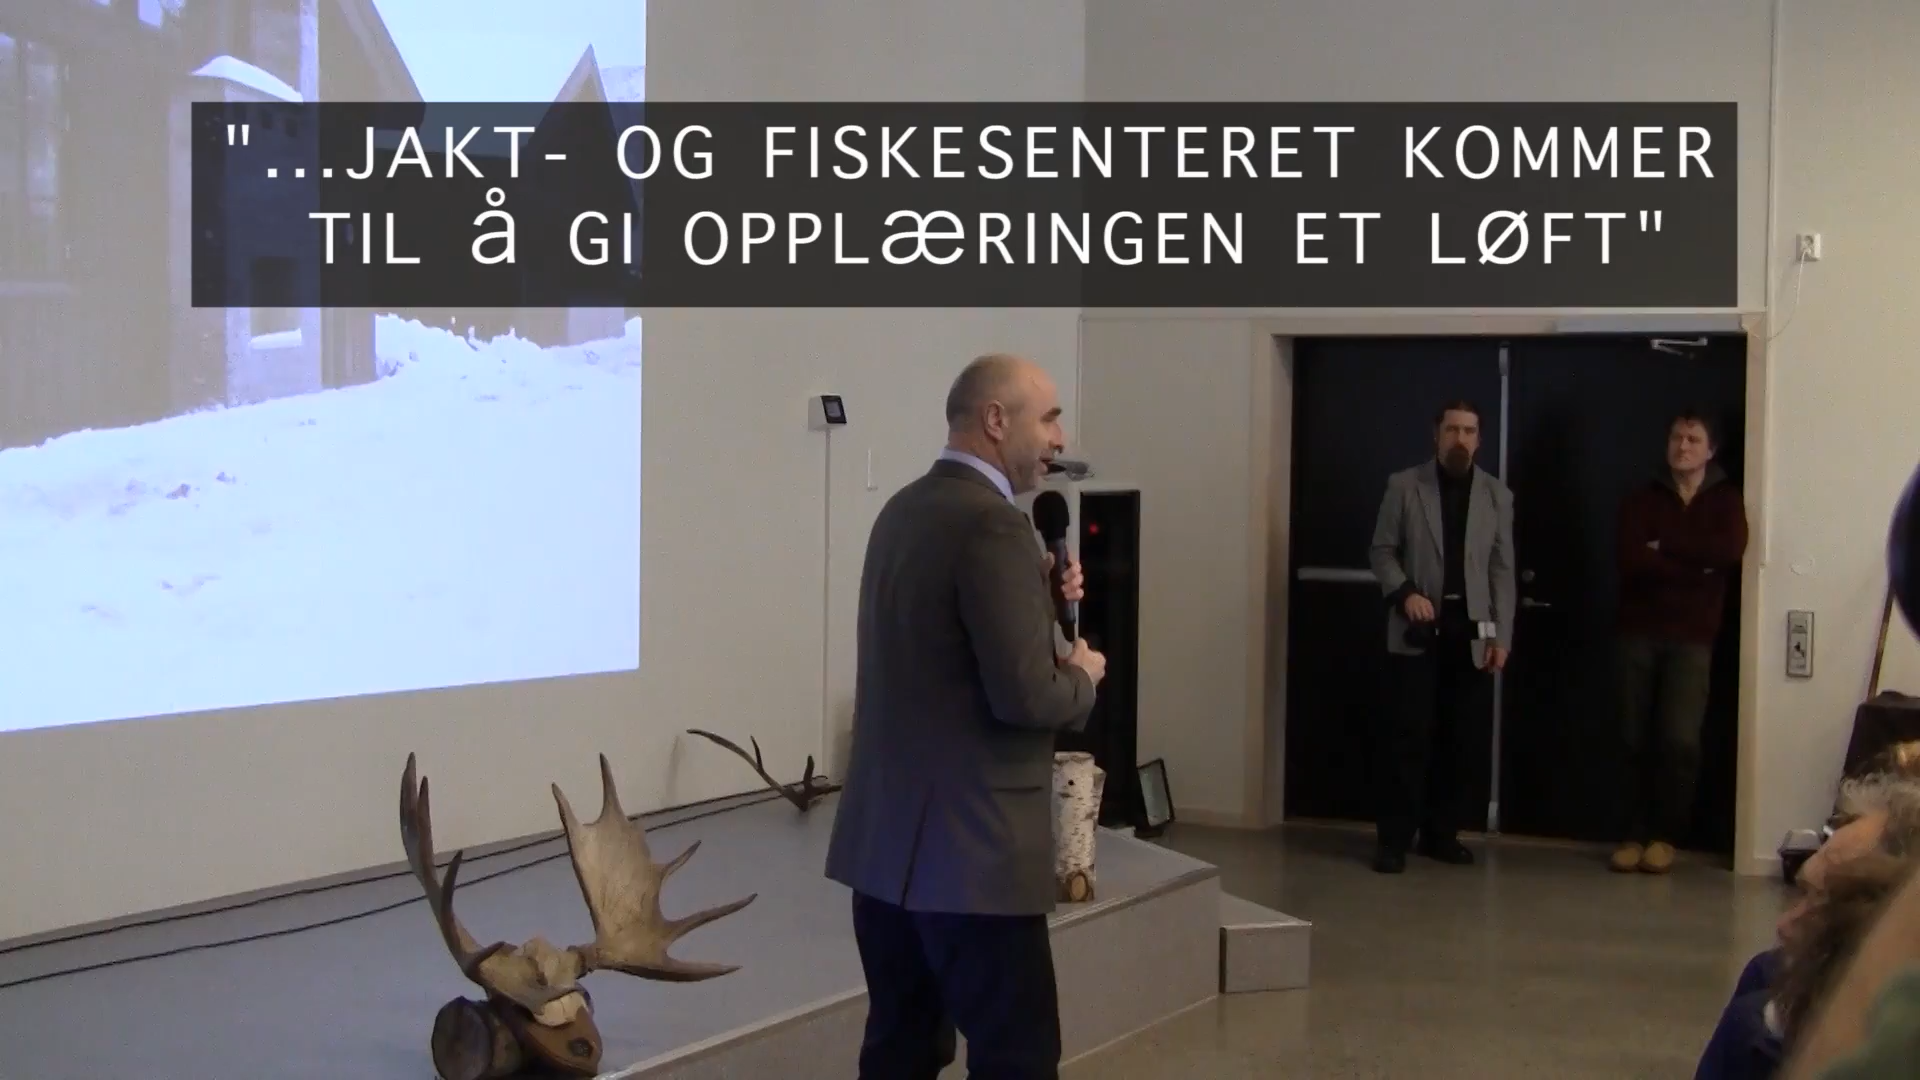 "...JAKT- OG FISKESENTERET KOMMER
TIL å GI OPPLæRINGEN ET LØFT"